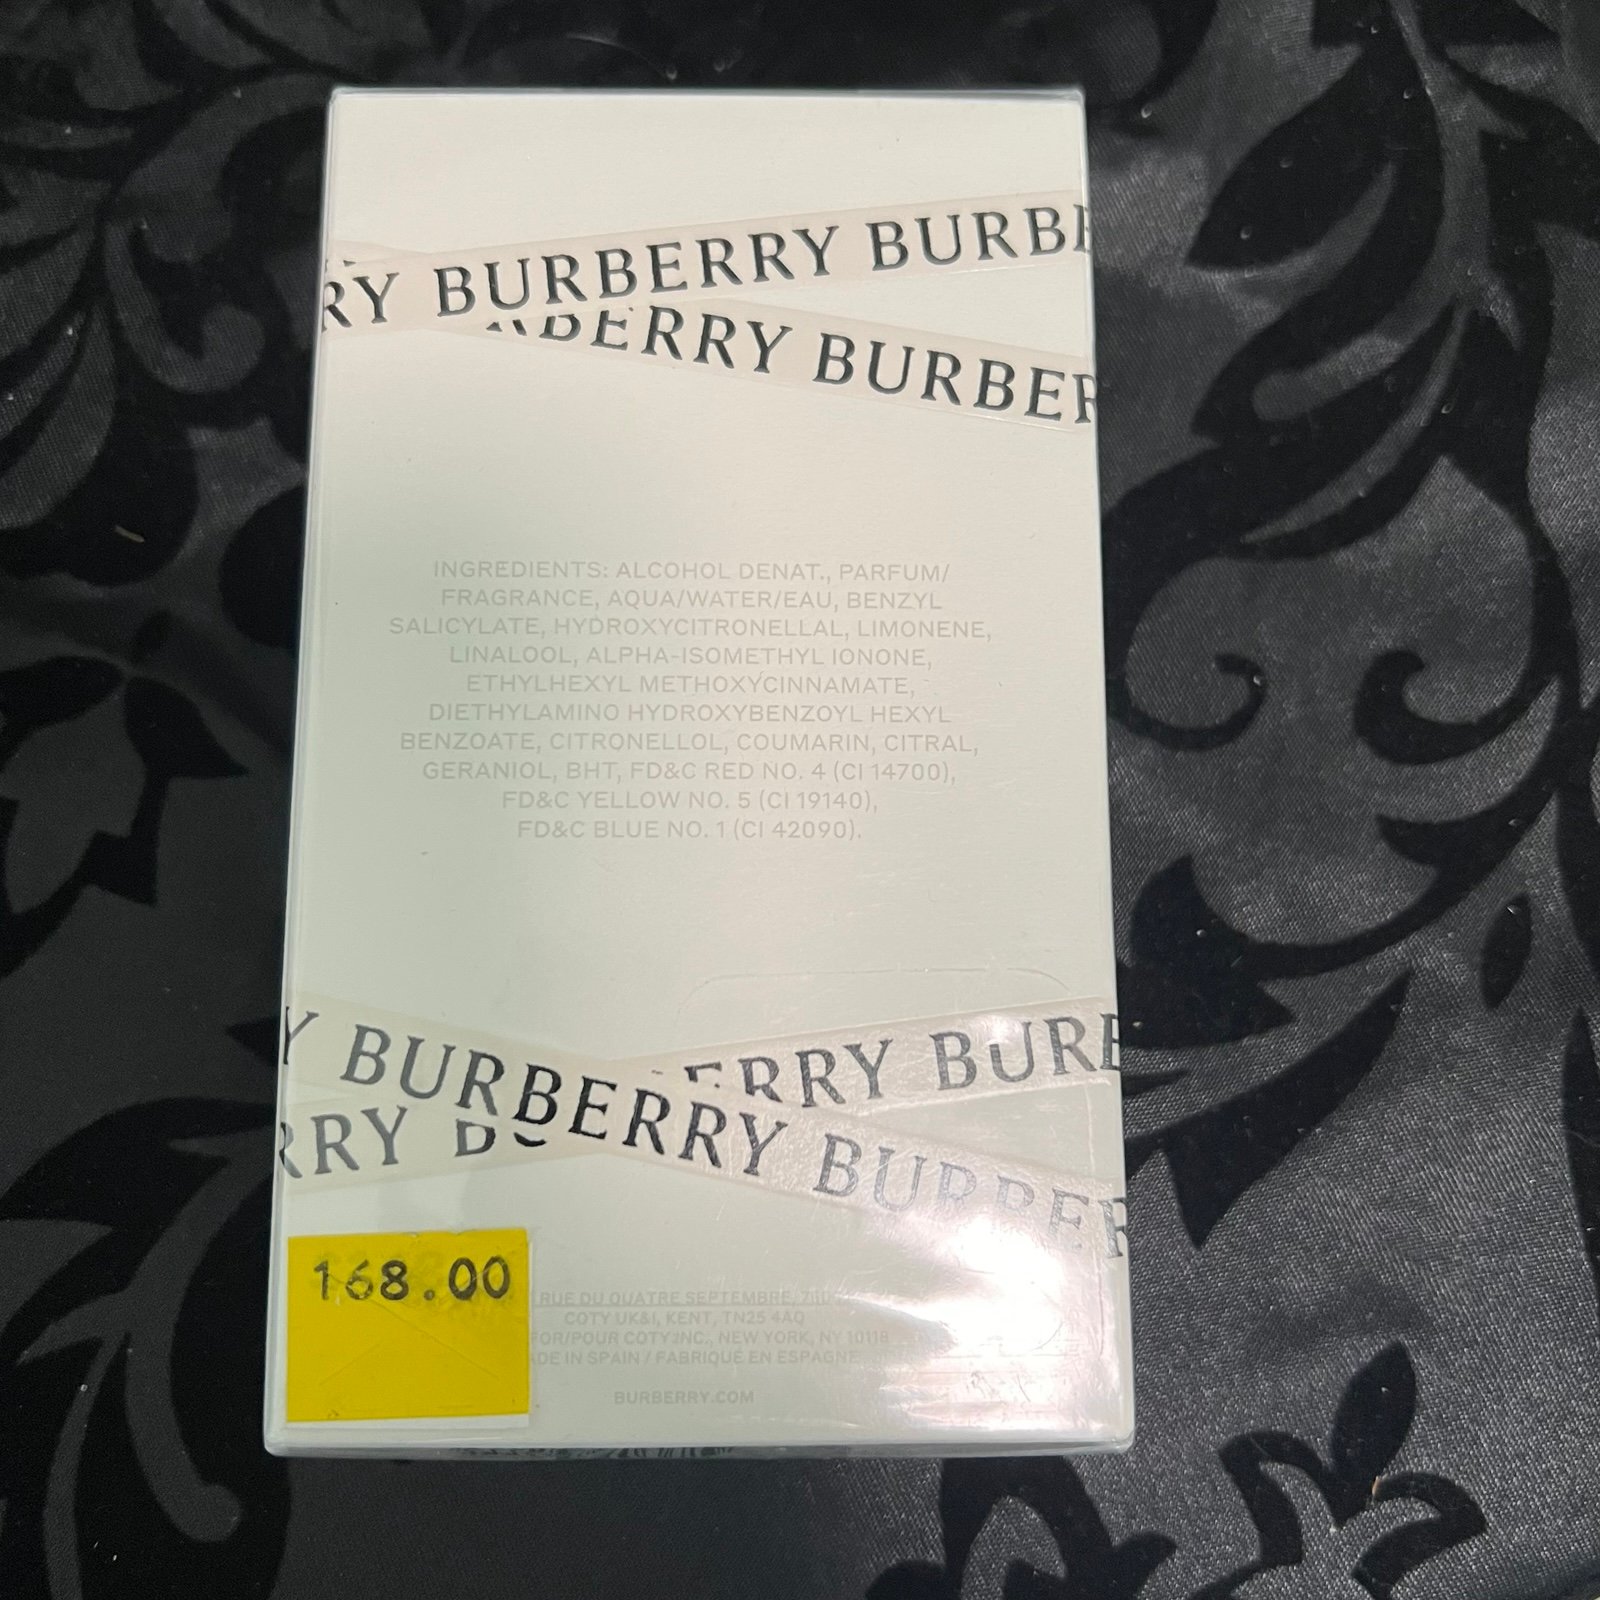 RY BURBERRY BURBE
BERRY BURBER
INGREDIENTS: ALCOHOL DENAT., PARFUM/
FRAGRANCE, AQUA/WATER/EAU, BENZYL
SALICYLATE, HYDROXYCITRONELLAL, LIMONENE,
LINALOOL, ALPHA-ISOMETHYL IONONE,
ETHYLHEXYL METHOXYCINNAMATE,
DIETHYLAMINO HYDROXYBENZOYL HEXYL
BENZOATE, CITRONELLOL, COUMARIN, CITRAL,
GERANIOL, BHT, FD&C RED NO. 4 (CI 14700),
FD&C YELLOW NO. 5 (CI 19140),
FD&C BLUE NO. 1 (CI 42090).
Y BURBERRY BURBER
RRY
ERRY BURB
168.00
RUE DU QUATRE SEPTEMBRE,
COTY UK&I, KENT, TN25 4AQ
FOR/POUR COTY INC., NEW YORK, NY 10118
ADE IN SPAIN / FABRIQUÉ EN ESPAGNE
BURBERRY.COM